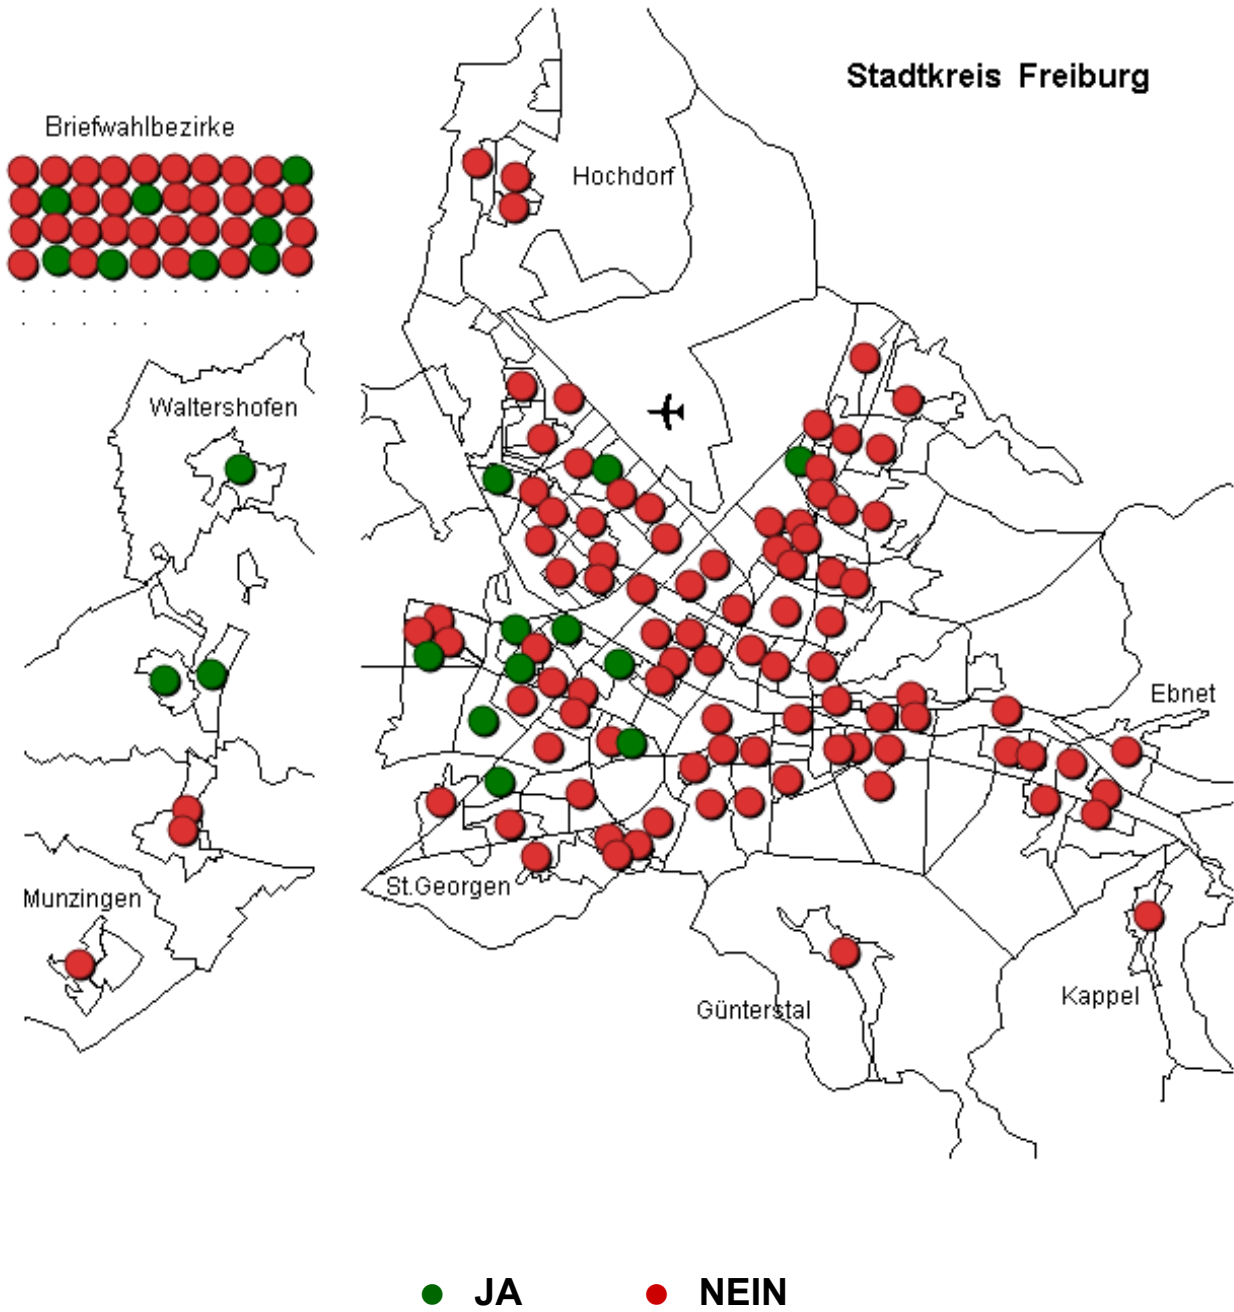 Stadtkreis Freiburg
Briefwahlbezirke
Hochdorf
Waltershofen
Ebnet
St.Georgen
Munzingen
Kappel
Günterstal
JA NEIN